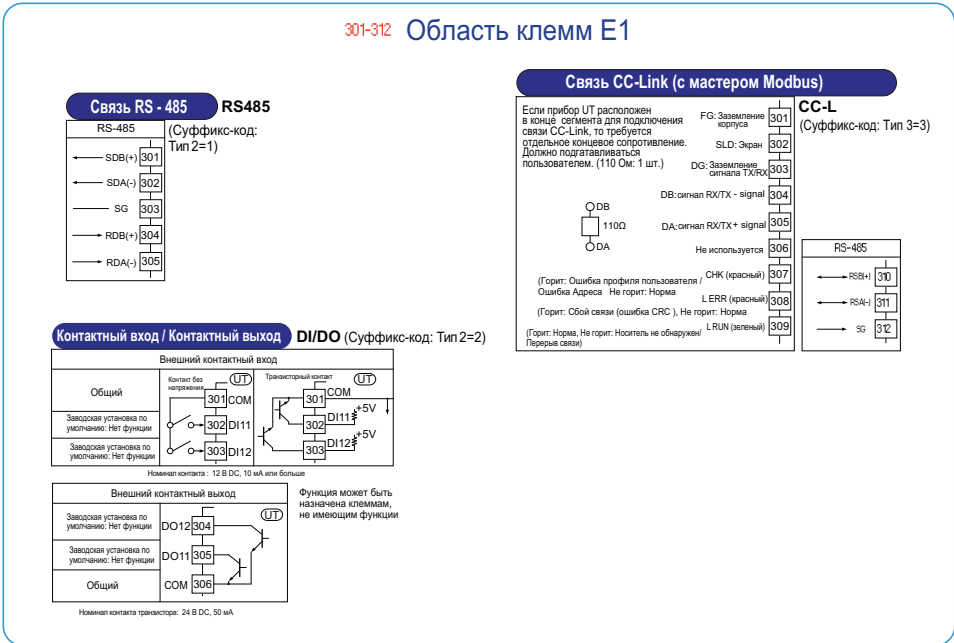 301-312 Область клемм E1
Связь RS - 485 RS485
(Суффикс-код:
Тип 2=1)
RS-485
SDB(+) 301
SDA(-) 302
SG 303
RDB(+) 304
RDA(-) 305
Связь CC-Link (с мастером Modbus)
CC-L
(Суффикс-код: Тип 3=3)
Если прибор UT расположен
в конце сегмента для подключения
связи CC-Link, то требуется
отдельное концевое сопротивление.
Должно подгатавливаться
пользователем. (110 Ом: 1 шт.)
DB
110Ω
DA
FG: Заземление
корпуса 301
SLD: Экран 302
DG: Заземление
сигнала TX/RX 303
DB:сигнал RX/TX - signal 304
DA:сигнал RX/TX+ signal 305
Не используется 306
CHK (красный) 307
(Горит: Ошибка профиля пользователя /
Ошибка Адреса Не горит: Норма
L ERR (красный) 308
(Горит: Сбой связи (ошибка CRC ), Не горит: Норма
L RUN (зеленый) 309
(Горит: Норма, Не горит: Носитель не обнаружен/
Перерыв связи)
RS-485
RSB(+) 310
RSA(-) 311
SG 312
Контактный вход / Контактный выход DI/DO (Суффикс-код: Тип 2=2)
Внешний контактный вход
Общий
Заводская установка по
умолчанию: Нет функции
Заводская установка по
умолчанию: Нет функции
Контакт без
напряжения
UT
301 COM
302 DI11
303 DI12
Транзисторный контакт
UT
301 COM
302 DI11 +5V
303 DI12 +5V
Номинал контакта : 12 В DC, 10 мА или больше
Внешний контактный выход
Заводская установка по
умолчанию: Нет функции
Заводская установка по
умолчанию: Нет функции
Общий
UT
DO12 304
DO11 305
COM 306
Функция может быть
назначена клеммам,
не имеющим функции
Номинал контакта транзистора: 24 В DC, 50 мА